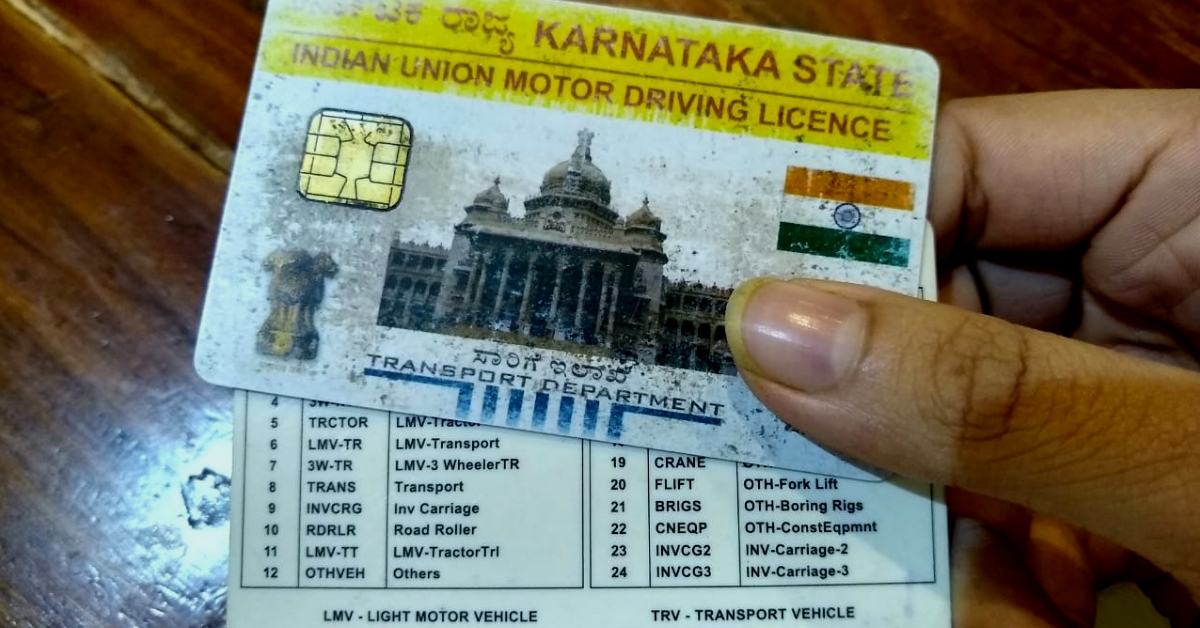 ರಾಜ್ಯ KARNATAKA STATE
INDIAN UNION MOTOR DRIVING LICENCE
ಸಾರಿಗೆ ಇಲಾಖೆ
TRANSPORT DEPARTMENT
4
5 TRCTOR
6 LMV-TR LMV-Transport
7 3W-TR LMV-3 WheelerTR
8 TRANS Transport
9 INVCRG Inv Carriage
10 RDRLR Road Roller
11 LMV-TT LMV-TractorTrl
12 OTHVEH Others
19 CRANE
20 FLIFT OTH-Fork Lift
21 BRIGS OTH-Boring Rigs
22 CNEQP OTH-ConstEqpmnt
23 INVCG2 INV-Carriage-2
24 INVCG3 INV-Carriage-3
LMV - LIGHT MOTOR VEHICLE
TRV - TRANSPORT VEHICLE